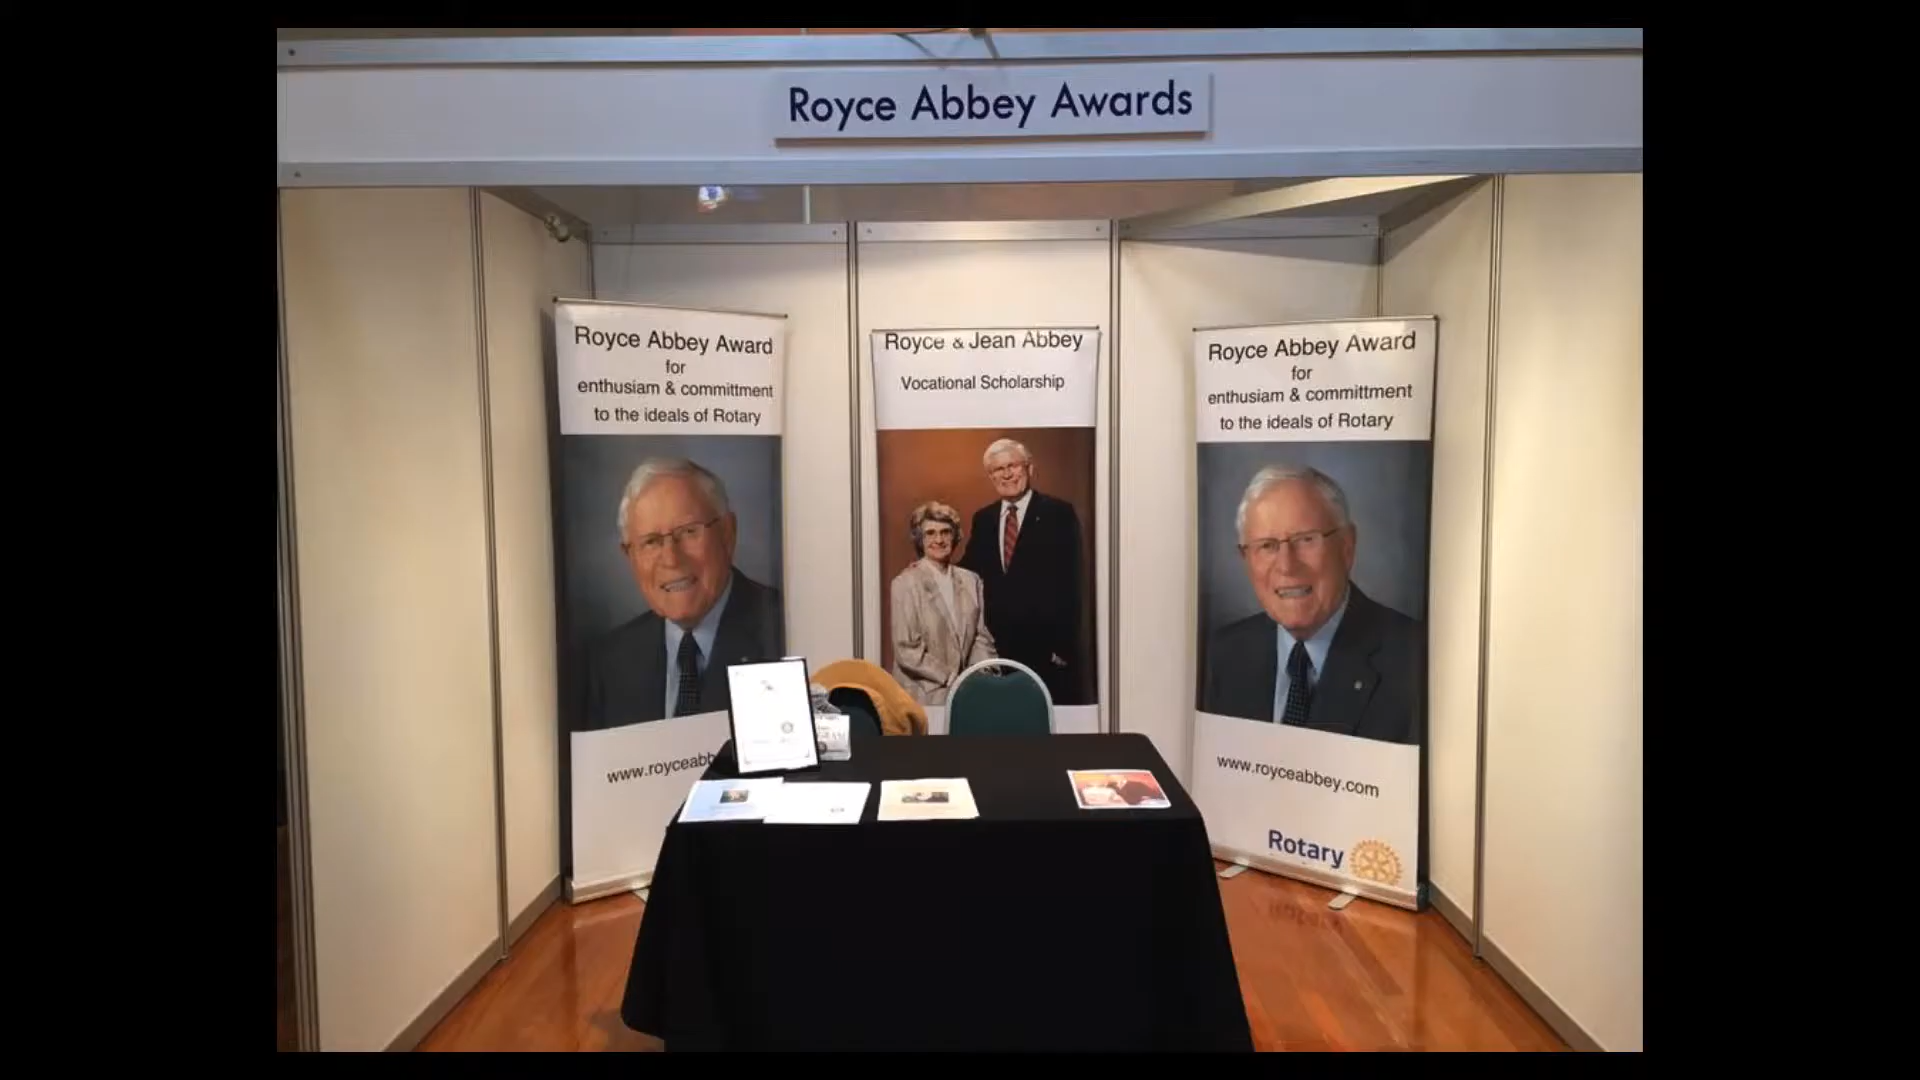 Royce Abbey Awards
Royce Abbey Award
for
enthusiam & committment
to the ideals of Rotary
www.royceabb
Royce & Jean Abbey
Vocational Scholarship
Royce Abbey Award
for
enthusiam & committment
to the ideals of Rotary
www.royceabbey.com
Rotary